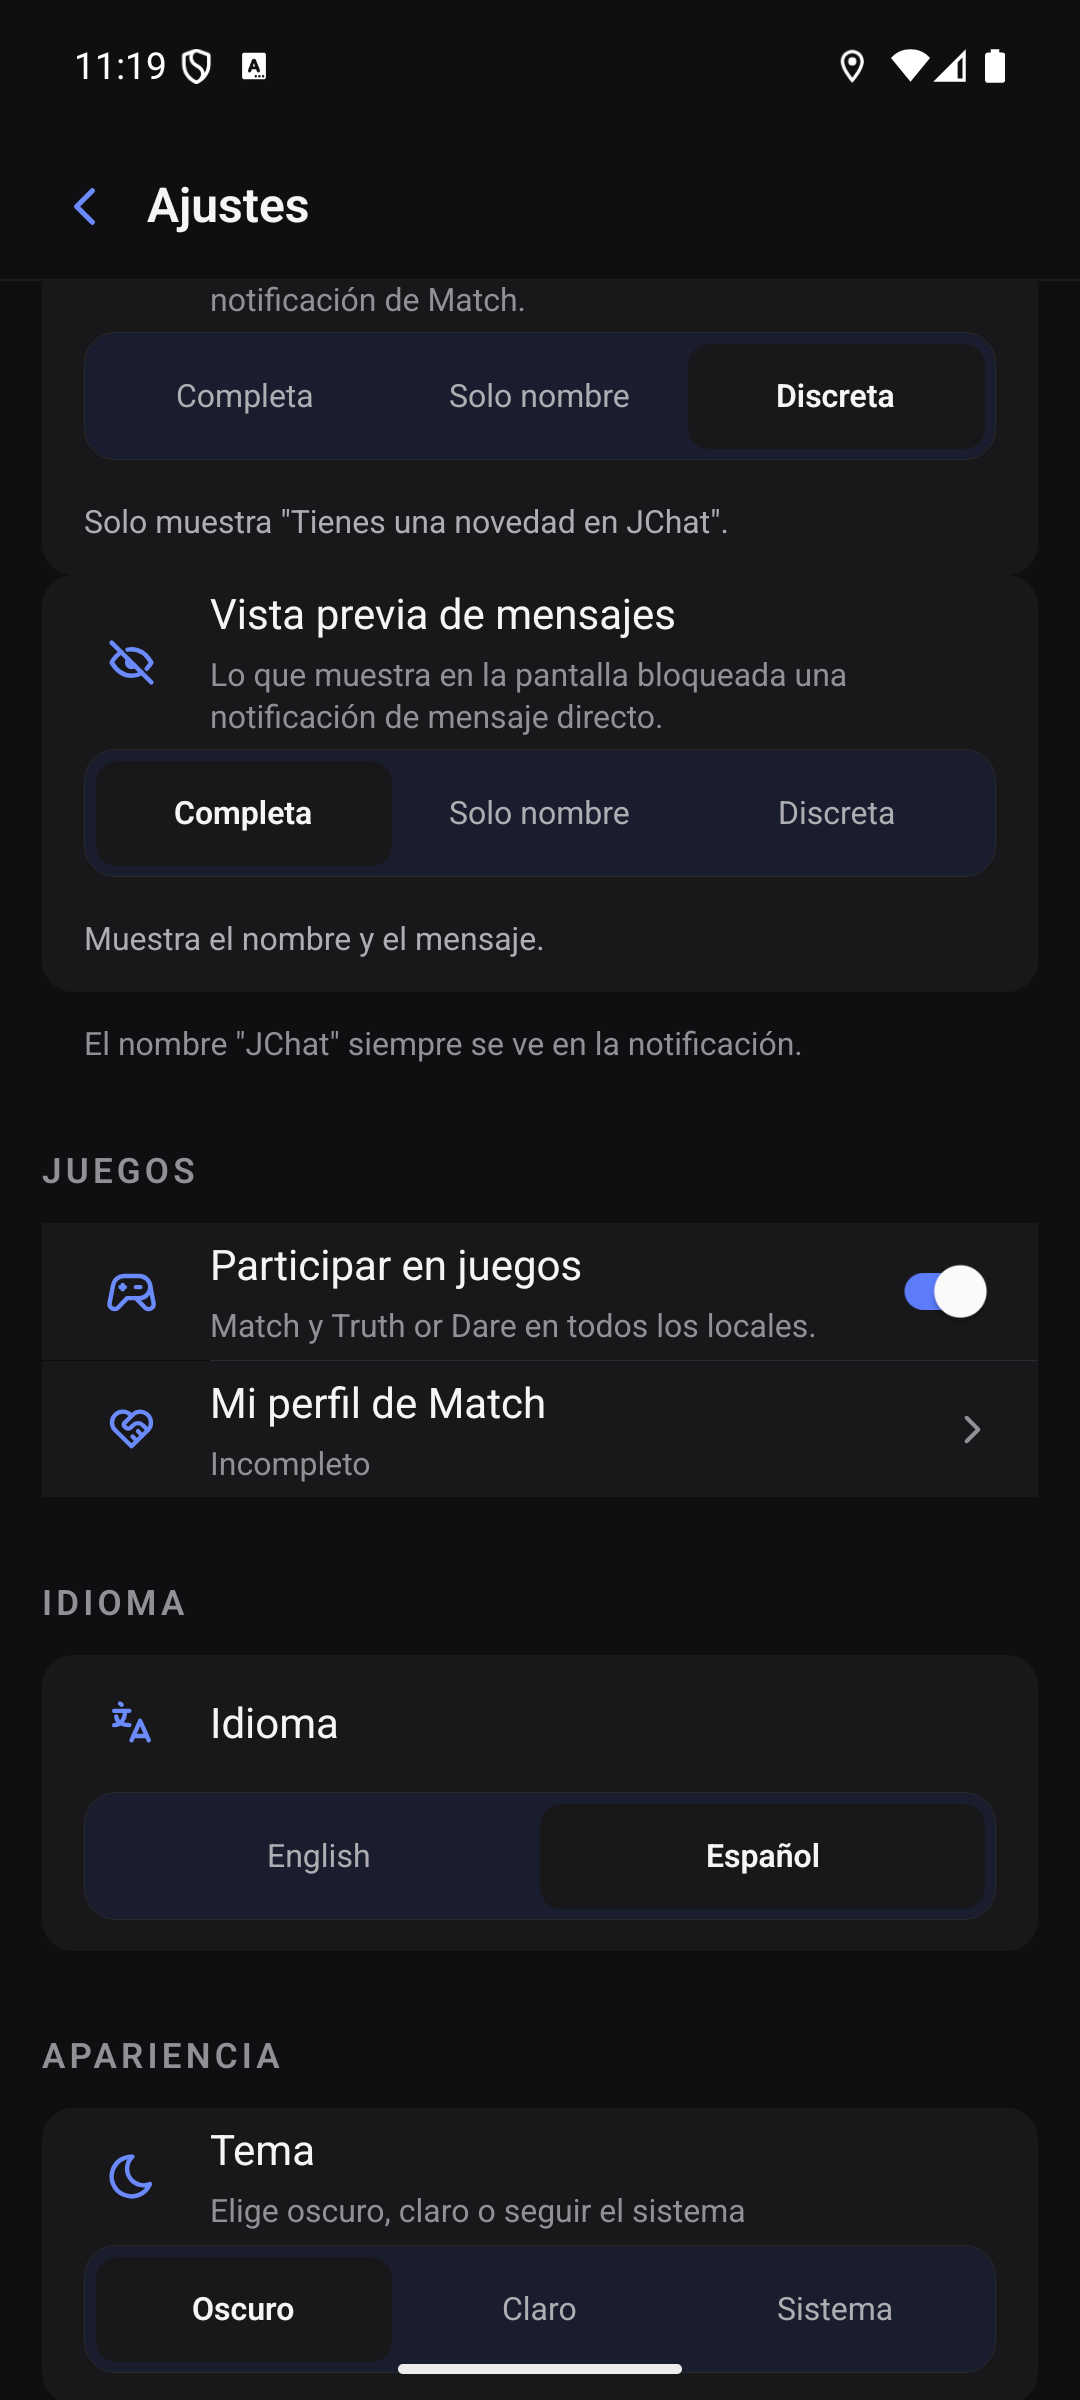 11:19
Ajustes
notificación de Match.
Completa
Solo nombre
Discreta
Solo muestra "Tienes una novedad en JChat".
Vista previa de mensajes
Lo que muestra en la pantalla bloqueada una
notificación de mensaje directo.
Completa
Solo nombre
Discreta
Muestra el nombre y el mensaje.
El nombre "JChat" siempre se ve en la notificación.
JUEGOS
Participar en juegos
Match y Truth or Dare en todos los locales.
Mi perfil de Match
Incompleto
IDIOMA
Idioma
English
Español
APARIENCIA
Tema
Elige oscuro, claro o seguir el sistema
Oscuro
Claro
Sistema